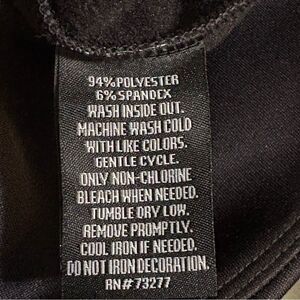 94% POLYESTER
6% SPANDEX
WASH INSIDE OUT.
MACHINE WASH COLD
WITH LIKE COLORS.
GENTLE CYCLE.
ONLY NON-CHLORINE
BLEACH WHEN NEEDED.
TUMBLE DRY LOW.
REMOVE PROMPTLY.
COOL IRON IF NEEDED.
DO NOT IRON DECORATION.
RN# 73277